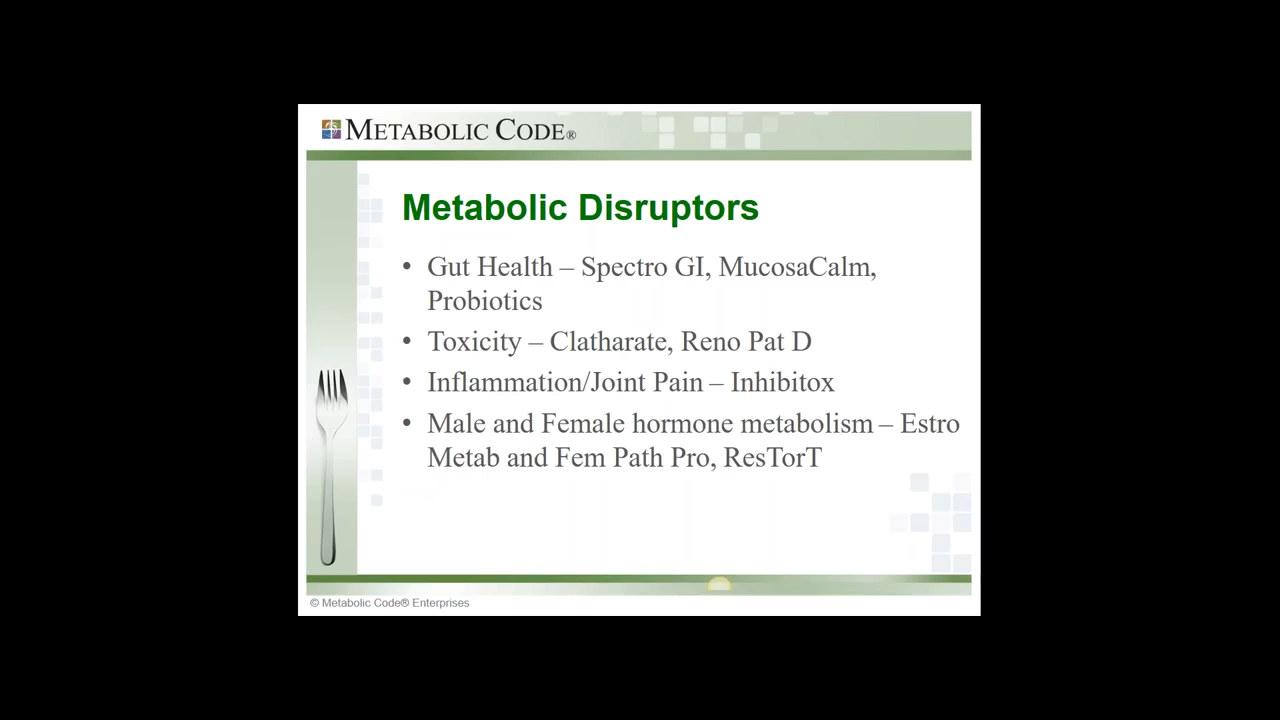 METABOLIC CODE®
Metabolic Disruptors
• Gut Health – Spectro GI, MucosaCalm,
Probiotics
• Toxicity – Clatharate, Reno Pat D
• Inflammation/Joint Pain – Inhibitox
• Male and Female hormone metabolism – Estro
Metab and Fem Path Pro, ResTorT
© Metabolic Code® Enterprises